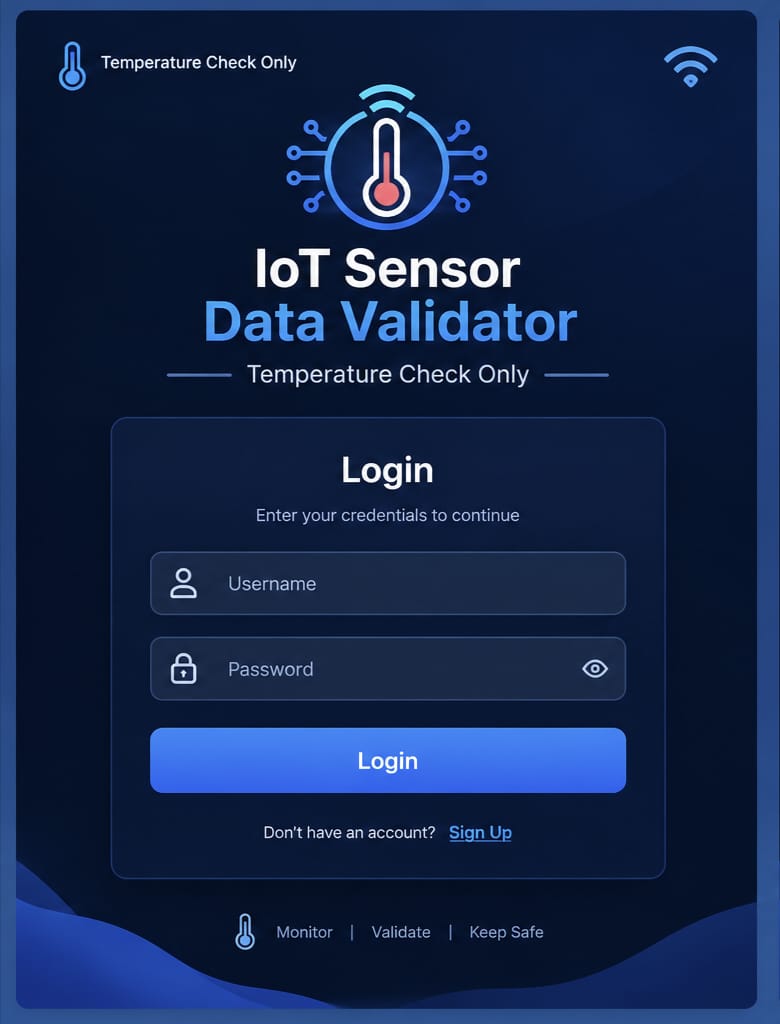 Temperature Check Only
IoT Sensor
Data Validator
Temperature Check Only
Login
Enter your credentials to continue
Username
Password
Login
Don't have an account? Sign Up
Monitor | Validate | Keep Safe